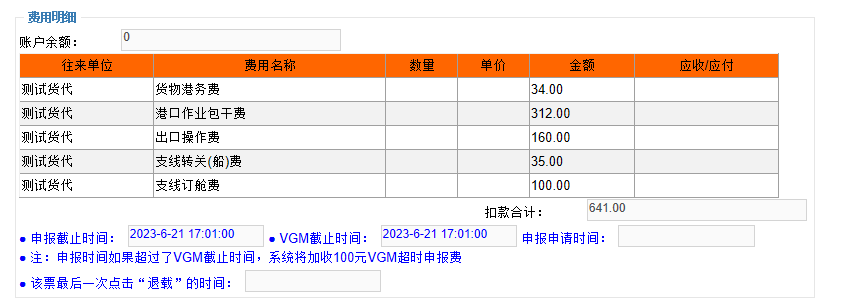 费用明细
账户余额： 0
往来单位 费用名称 数量 单价 金额 应收/应付
测试货代 货物港务费 34.00
测试货代 港口作业包干费 312.00
测试货代 出口操作费 160.00
测试货代 支线转关(船)费 35.00
测试货代 支线订舱费 100.00
扣款合计： 641.00
● 申报截止时间： 2023-6-21 17:01:00 ● VGM截止时间： 2023-6-21 17:01:00 申报申请时间：
● 注：申报时间如果超过了VGM截止时间，系统将加收100元VGM超时申报费
● 该票最后一次点击“退载”的时间：